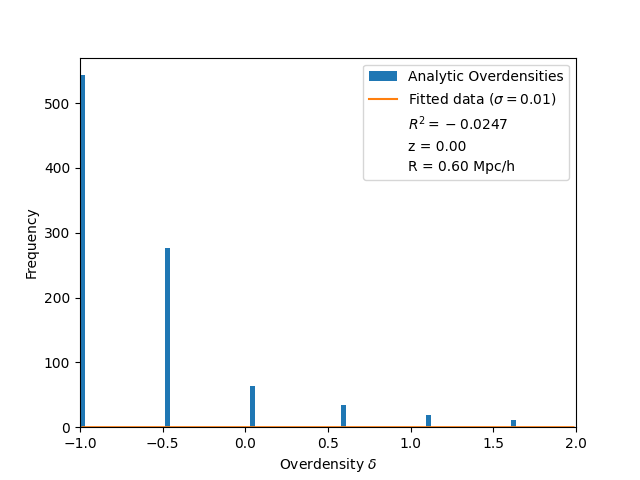 Analytic Overdensities
Fitted data (σ = 0.01)
R² = −0.0247
z = 0.00
R = 0.60 Mpc/h
Frequency
500
400
300
200
100
0
−1.0 −0.5 0.0 0.5 1.0 1.5 2.0
Overdensity δ